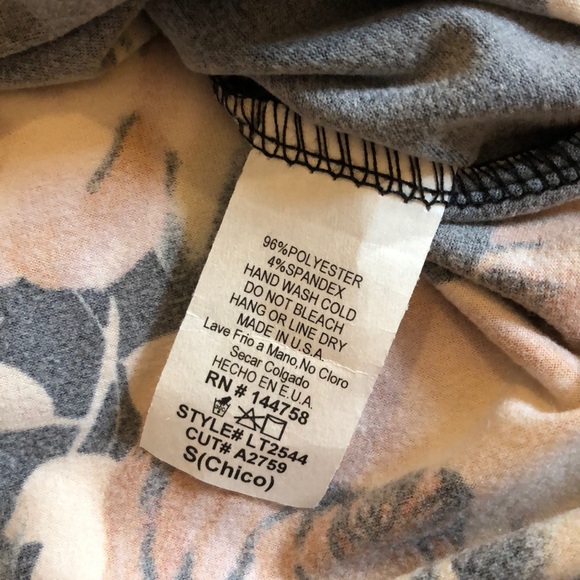 96%POLYESTER
4%SPANDEX
HAND WASH COLD
DO NOT BLEACH
HANG OR LINE DRY
MADE IN U.S.A.
Lave Frio a Mano,No Cloro
Secar Colgado
HECHO EN E.U.A.
RN # 144758
STYLE# LT2544
CUT# A2759
S(Chico)